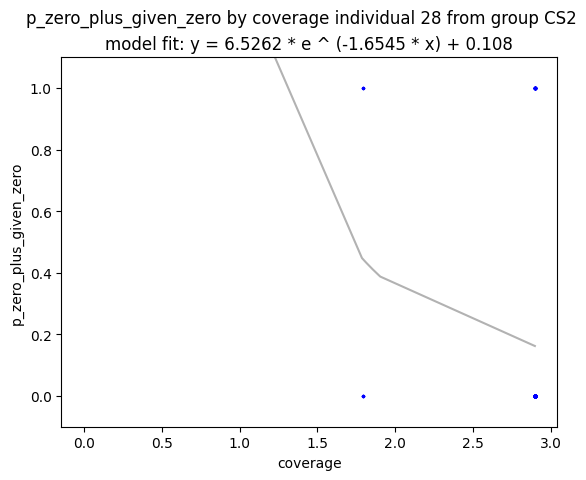 p_zero_plus_given_zero by coverage individual 28 from group CS2
model fit: y = 6.5262 * e ^ (-1.6545 * x) + 0.108
1.0
0.8
0.6
0.4
0.2
0.0
p_zero_plus_given_zero
0.0 0.5 1.0 1.5 2.0 2.5 3.0
coverage